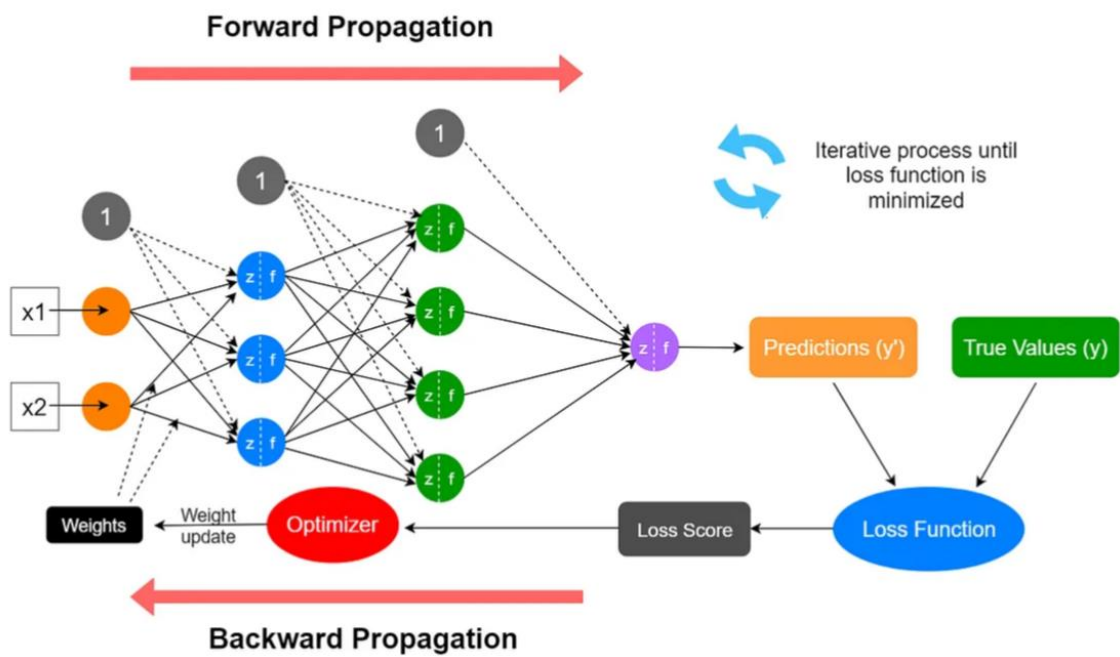 Forward Propagation
1
1
1
Iterative process until
loss function is
minimized
z f
z f
z f
z f
z f
z f
z f
z f
x1
x2
Predictions (y')
True Values (y)
Weights
Weight
update
Optimizer
Loss Score
Loss Function
Backward Propagation